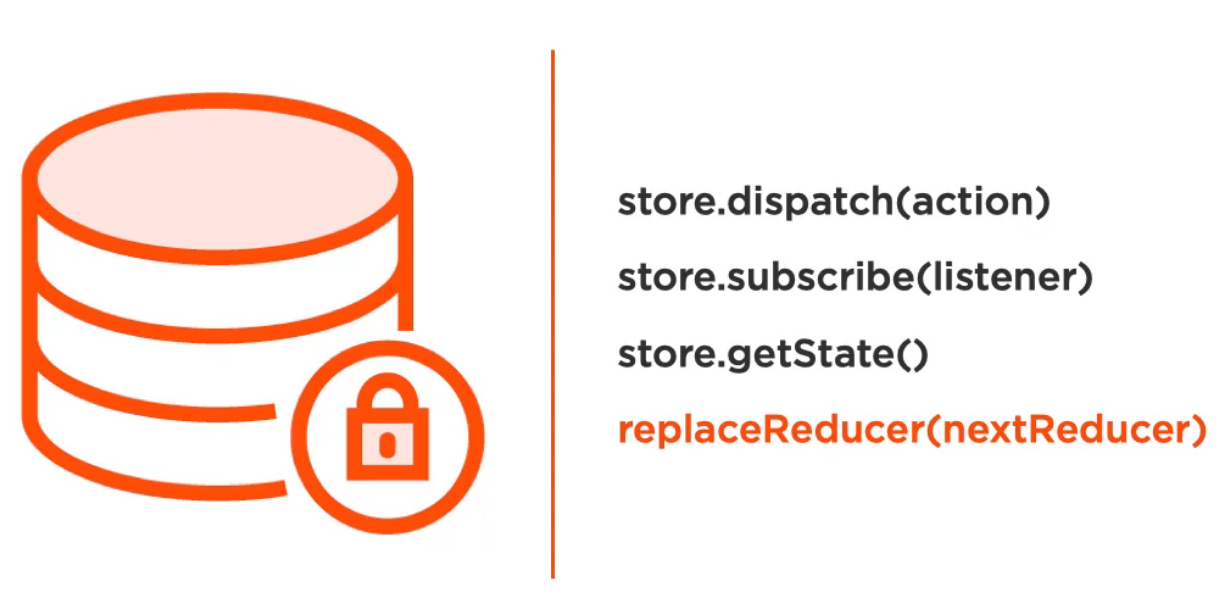 store.dispatch(action)
store.subscribe(listener)
store.getState()
replaceReducer(nextReducer)